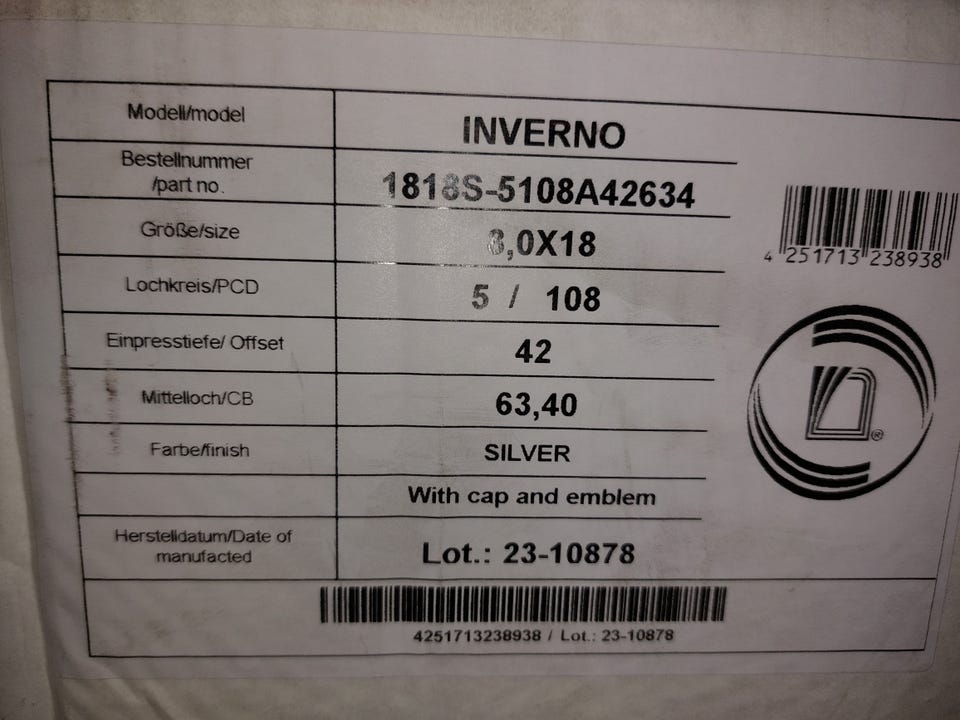 Modell/model
INVERNO
Bestellnummer
/part no.
1818S-5108A42634
Größe/size
8,0X18
Lochkreis/PCD
5 / 108
Einpresstiefe/ Offset
42
Mittelloch/CB
63,40
Farbe/finish
SILVER
With cap and emblem
Herstelldatum/Date of
manufacted
Lot.: 23-10878
4251713238938 / Lot.: 23-10878
4 251713 238938
®